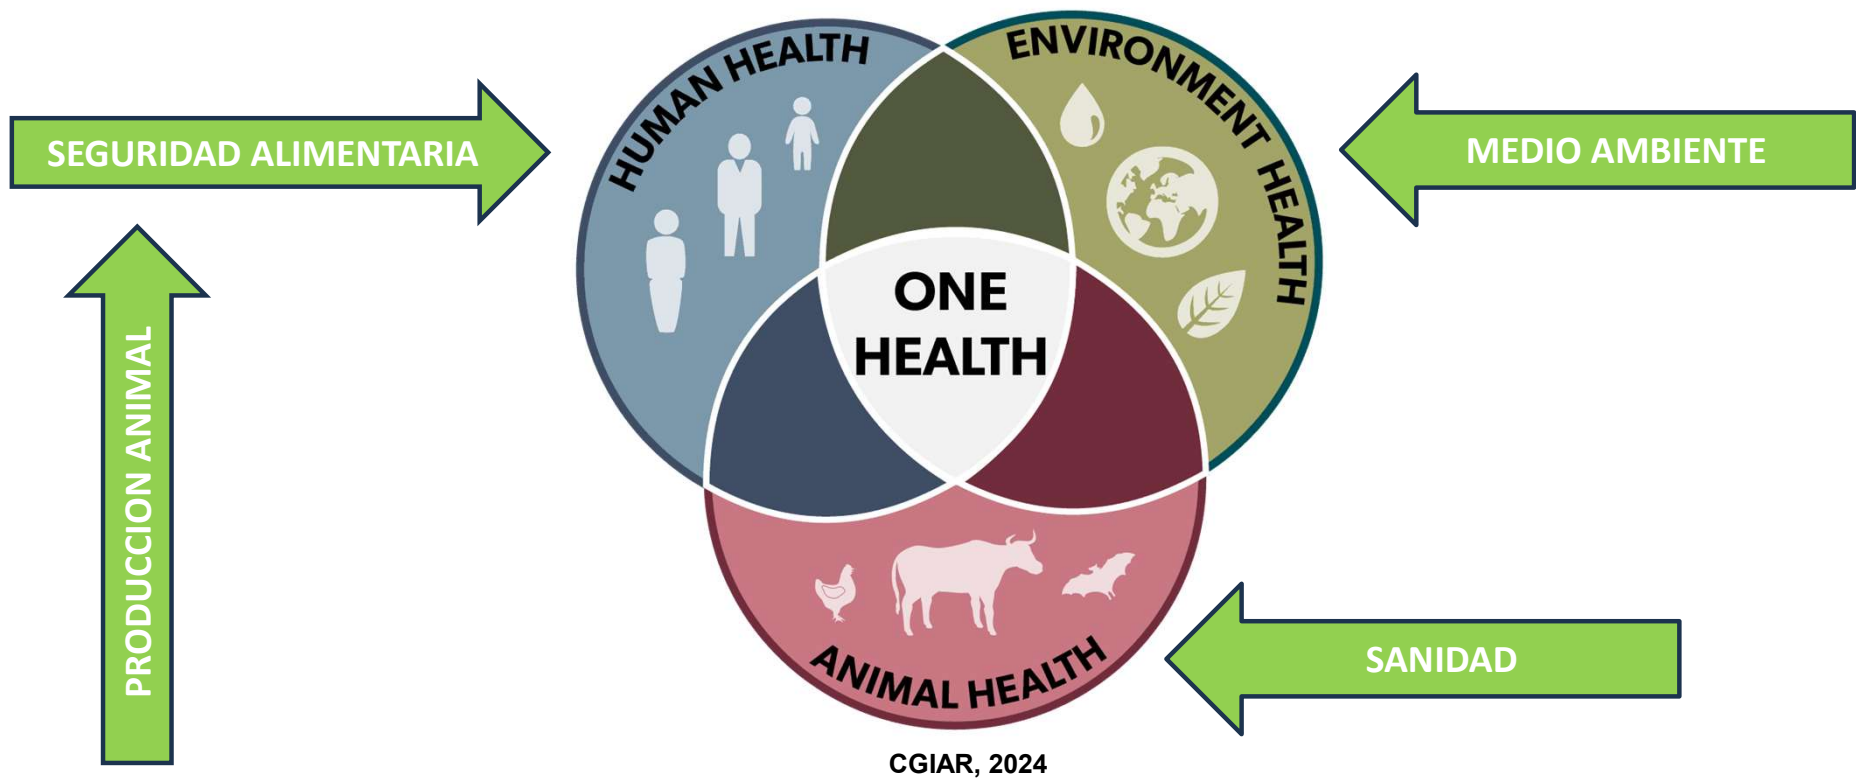 HUMAN HEALTH
ENVIRONMENT HEALTH
SEGURIDAD ALIMENTARIA
MEDIO AMBIENTE
ONE
HEALTH
PRODUCCION ANIMAL
ANIMAL HEALTH
SANIDAD
CGIAR, 2024